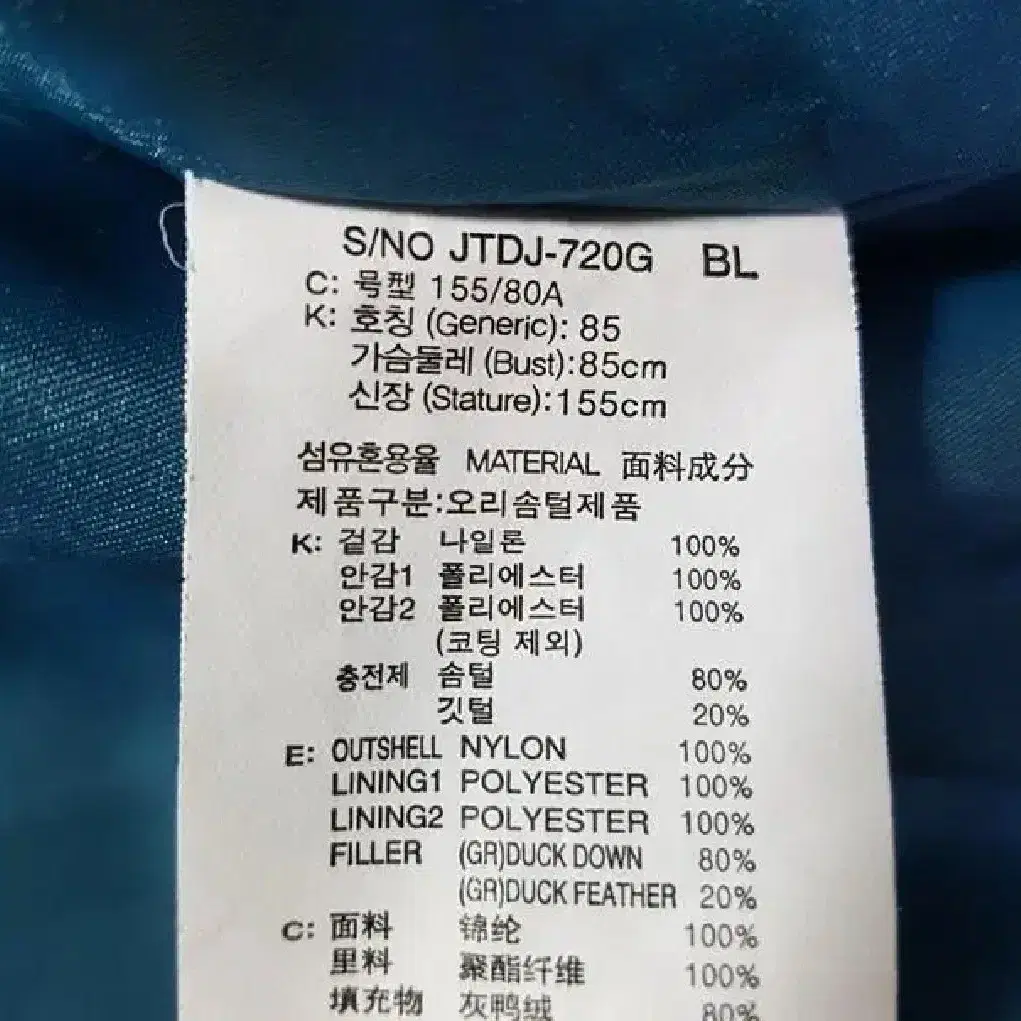 S/NO JTDJ-720G BL
C: 号型 155/80A
K: 호칭 (Generic): 85
가슴둘레 (Bust):85cm
신장 (Stature):155cm
섬유혼용율 MATERIAL 面料成分
제품구분:오리솜털제품
K: 겉감 나일론 100%
안감1 폴리에스터 100%
안감2 폴리에스터 100%
(코팅 제외)
충전제 솜털 80%
깃털 20%
E: OUTSHELL NYLON 100%
LINING1 POLYESTER 100%
LINING2 POLYESTER 100%
FILLER (GR)DUCK DOWN 80%
(GR)DUCK FEATHER 20%
C: 面料 锦纶 100%
里料 聚酯纤维 100%
填充物 灰鸭绒 80%